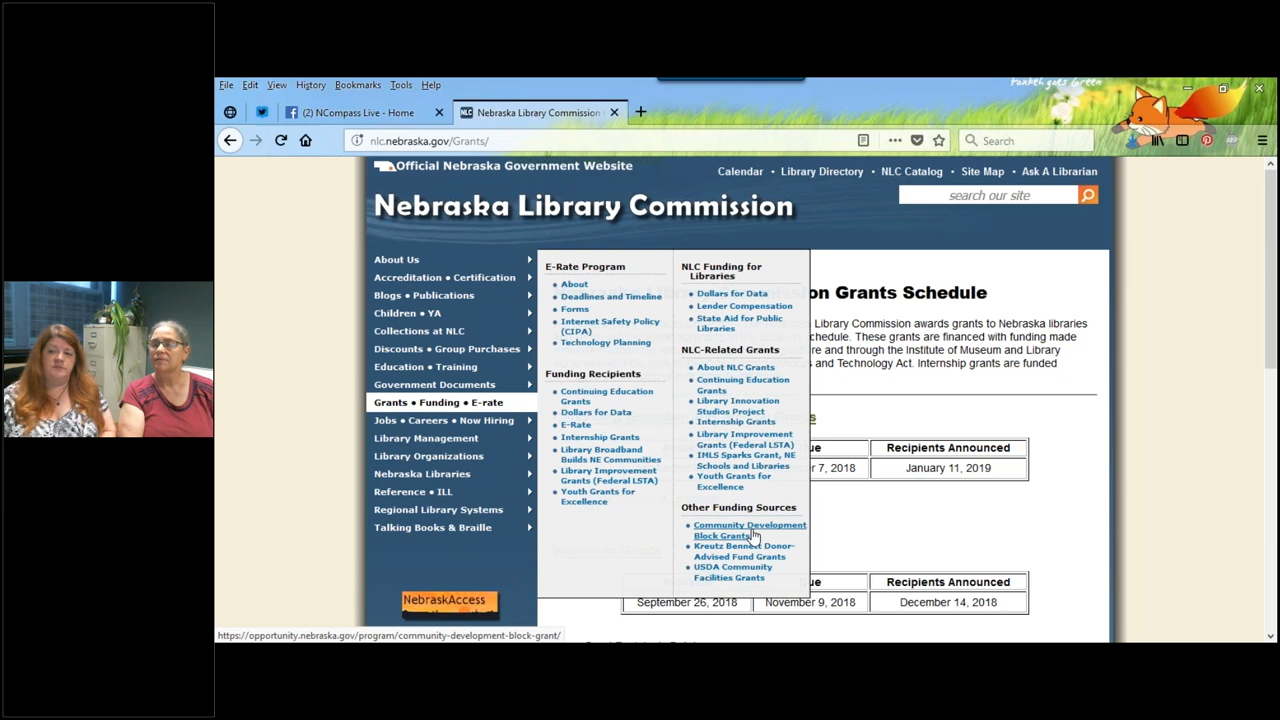 Foxkeh goes Green
File Edit View History Bookmarks Tools Help
(2) NCompass Live - Home
NLC Nebraska Library Commission
nlc.nebraska.gov/Grants/
Search
ABP
Official Nebraska Government Website
Calendar • Library Directory • NLC Catalog • Site Map • Ask A Librarian
Nebraska Library Commission
search our site
About Us
Accreditation • Certification
Blogs • Publications
Children • YA
Collections at NLC
Discounts • Group Purchases
Education • Training
Government Documents
Grants • Funding • E-rate
Jobs • Careers • Now Hiring
Library Management
Library Organizations
Nebraska Libraries
Reference • ILL
Regional Library Systems
Talking Books & Braille
NebraskAccess
E-Rate Program
About
Deadlines and Timeline
Forms
Internet Safety Policy
(CIPA)
Technology Planning
Funding Recipients
Continuing Education
Grants
Dollars for Data
E-Rate
Internship Grants
Library Broadband
Builds NE Communities
Library Improvement
Grants (Federal LSTA)
Youth Grants for
Excellence
NLC Funding for
Libraries
Dollars for Data
Lender Compensation
State Aid for Public
Libraries
NLC-Related Grants
About NLC Grants
Continuing Education
Grants
Library Innovation
Studios Project
Internship Grants
Library Improvement
Grants (Federal LSTA)
IMLS Sparks Grant, NE
Schools and Libraries
Youth Grants for
Excellence
Other Funding Sources
Community Development
Block Grants
Kreutz Bennett Donor-
Advised Fund Grants
USDA Community
Facilities Grants
on Grants Schedule
Library Commission awards grants to Nebraska libraries
schedule. These grants are financed with funding made
re and through the Institute of Museum and Library
s and Technology Act. Internship grants are funded
ue Recipients Announced
r 7, 2018 January 11, 2019
ue Recipients Announced
September 26, 2018 November 9, 2018 December 14, 2018
https://opportunity.nebraska.gov/program/community-development-block-grant/